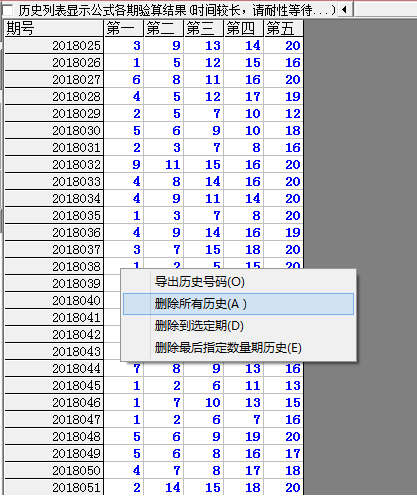 历史列表显示公式各期验算结果(时间较长，请耐性等待...)
期号 第一 第二 第三 第四 第五
2018025 3 9 13 14 20
2018026 1 5 12 15 16
2018027 6 8 11 16 20
2018028 4 5 12 17 19
2018029 2 5 7 10 12
2018030 5 6 9 10 18
2018031 2 3 7 8 16
2018032 9 11 15 16 20
2018033 4 8 14 16 20
2018034 4 9 11 14 20
2018035 1 3 7 8 20
2018036 4 9 14 16 19
2018037 3 7 15 18 20
2018038 1 2 5 15 20
2018039
导出历史号码(O)
2018040
删除所有历史(A)
2018041
删除到选定期(D)
2018042
2018043
删除最后指定数量期历史(E)
2018044 7 8 9 13 16
2018045 1 2 6 11 13
2018046 1 7 10 13 15
2018047 1 2 6 7 16
2018048 5 6 9 19 20
2018049 5 6 8 16 17
2018050 4 7 8 17 18
2018051 2 14 15 18 20